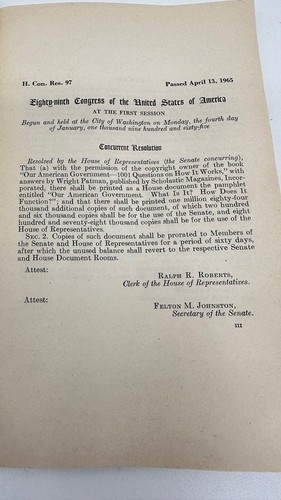 H. Con. Res. 97 Passed April 13, 1965
Eighty-ninth Congress of the United States of America
AT THE FIRST SESSION
Begun and held at the City of Washington on Monday, the fourth day
of January, one thousand nine hundred and sixty-five
Concurrent Resolution
Resolved by the House of Representatives (the Senate concurring),
That (a) with the permission of the copyright owner of the book
"Our American Government—1001 Questions on How It Works," with
answers by Wright Patman, published by Scholastic Magazines, Incor-
porated, there shall be printed as a House document the pamphlet
entitled "Our American Government. What Is It? How Does It
Function?"; and that there shall be printed one million eighty-four
thousand additional copies of such document, of which two hundred
and six thousand copies shall be for the use of the Senate, and eight
hundred and seventy-eight thousand copies shall be for the use of the
House of Representatives.
SEC. 2. Copies of such document shall be prorated to Members of
the Senate and House of Representatives for a period of sixty days,
after which the unused balance shall revert to the respective Senate
and House Document Rooms.
Attest:
RALPH R. ROBERTS,
Clerk of the House of Representatives.
Attest:
FELTON M. JOHNSTON,
Secretary of the Senate.
III